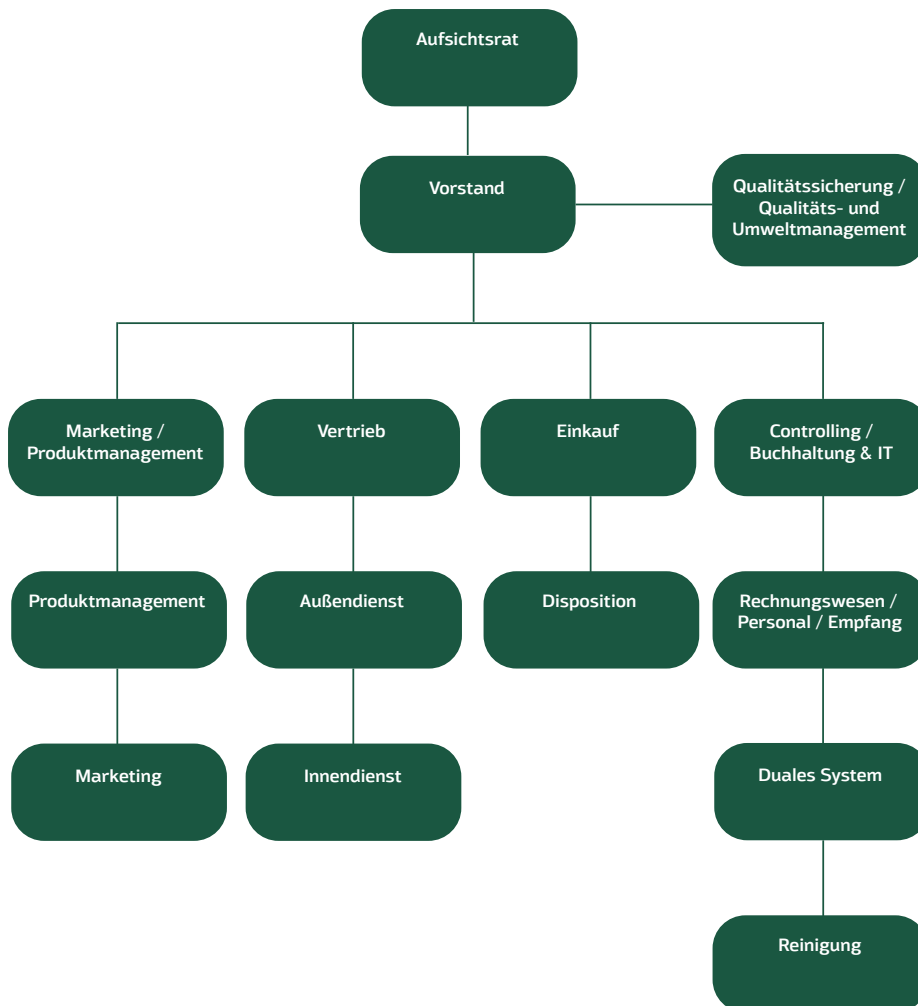 Aufsichtsrat
Vorstand
Qualitätssicherung /
Qualitäts- und
Umweltmanagement
Marketing /
Produktmanagement
Vertrieb
Einkauf
Controlling /
Buchhaltung & IT
Produktmanagement
Außendienst
Disposition
Rechnungswesen /
Personal / Empfang
Marketing
Innendienst
Duales System
Reinigung